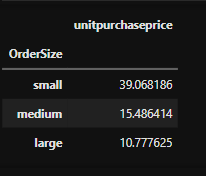 unitpurchaseprice
OrderSize
small 39.068186
medium 15.486414
large 10.777625